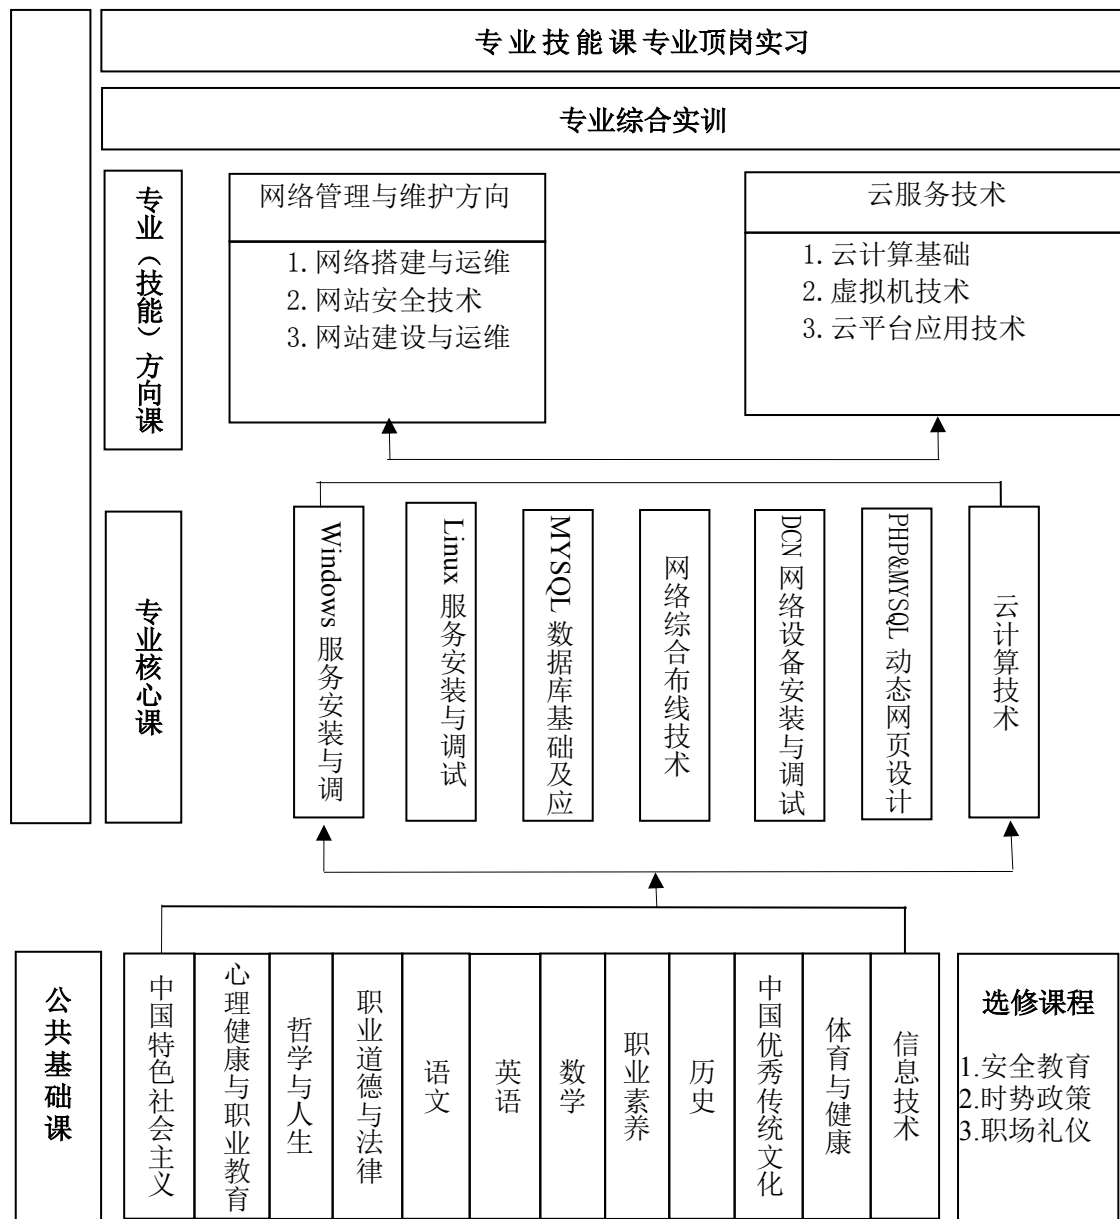 专业技能课专业顶岗实习
专业综合实训
专业（技能）方向课
网络管理与维护方向
1.网络搭建与运维
2.网站安全技术
3.网站建设与运维
云服务技术
1.云计算基础
2.虚拟机技术
3.云平台应用技术
专业核心课
Windows 服务安装与调
Linux 服务安装与调试
MYSQL 数据库基础及应
网络综合布线技术
DCN 网络设备安装与调试
PHP&MYSQL 动态网页设计
云计算技术
公共基础课
中国特色社会主义
心理健康与职业教育
哲学与人生
职业道德与法律
语文
英语
数学
职业素养
历史
中国优秀传统文化
体育与健康
信息技术
选修课程
1.安全教育
2.时势政策
3.职场礼仪